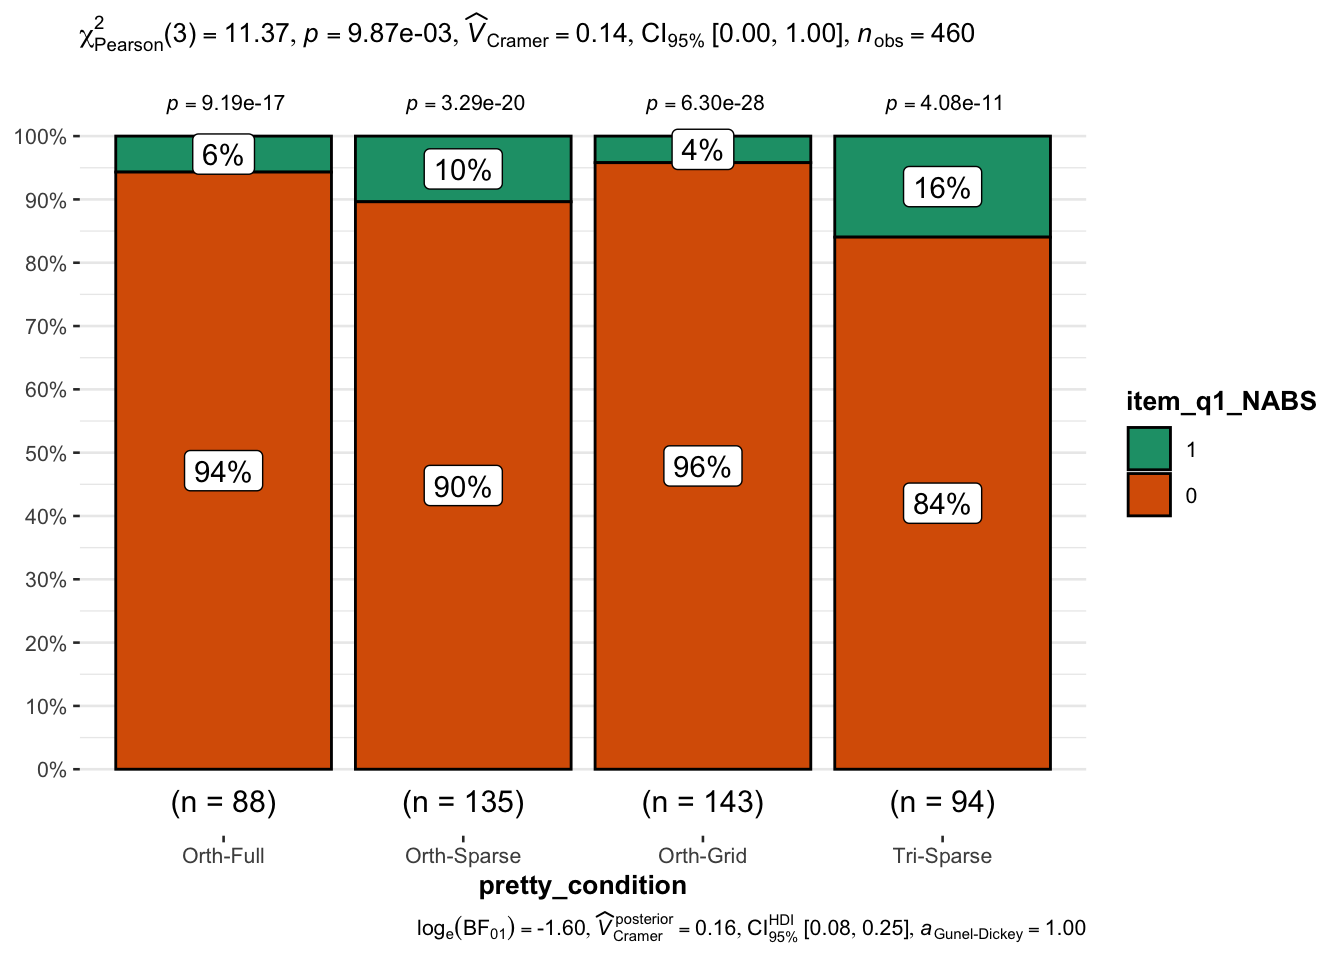 χ²Pearson(3) = 11.37, p = 9.87e-03, V̂Cramer = 0.14, CI95% [0.00, 1.00], nobs = 460
p = 9.19e-17 p = 3.29e-20 p = 6.30e-28 p = 4.08e-11
100%
90%
80%
70%
60%
50%
40%
30%
20%
10%
0%
6% 10% 4% 16%
94% 90% 96% 84%
(n = 88) (n = 135) (n = 143) (n = 94)
Orth-Full Orth-Sparse Orth-Grid Tri-Sparse
pretty_condition
item_q1_NABS
1
0
loge(BF01) = -1.60, V̂posteriorCramer = 0.16, CIHDI95% [0.08, 0.25], aGunel-Dickey = 1.00